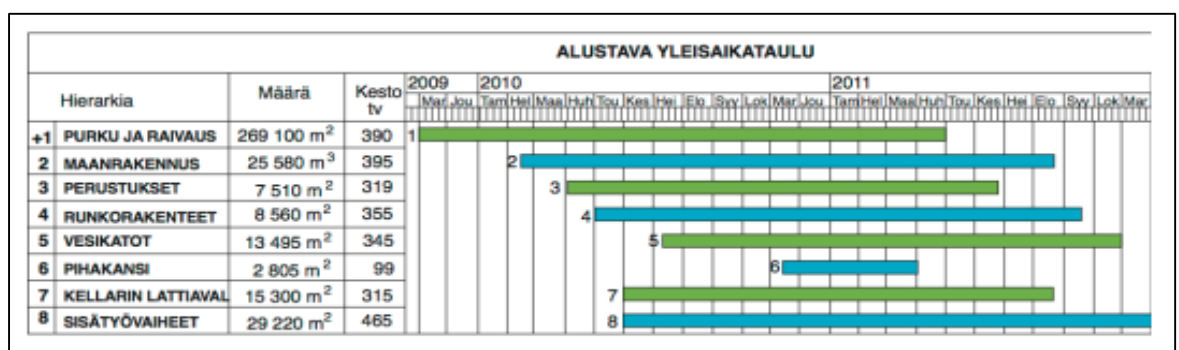 ALUSTAVA YLEISAIKATAULU
Hierarkia Määrä Kesto tv 2009 2010 2011
Mar Jou Tam Hel Maa Huh Tou Kes Hei Elo Syy Lok Mar Jou Tam Hel Maa Huh Tou Kes Hei Elo Syy Lok Mar
+1 PURKU JA RAIVAUS 269 100 m² 390 1
2 MAANRAKENNUS 25 580 m³ 395 2
3 PERUSTUKSET 7 510 m² 319 3
4 RUNKORAKENTEET 8 560 m² 355 4
5 VESIKATOT 13 495 m² 345 5
6 PIHAKANSI 2 805 m² 99 6
7 KELLARIN LATTIAVAL 15 300 m² 315 7
8 SISÄTYÖVAIHEET 29 220 m² 465 8